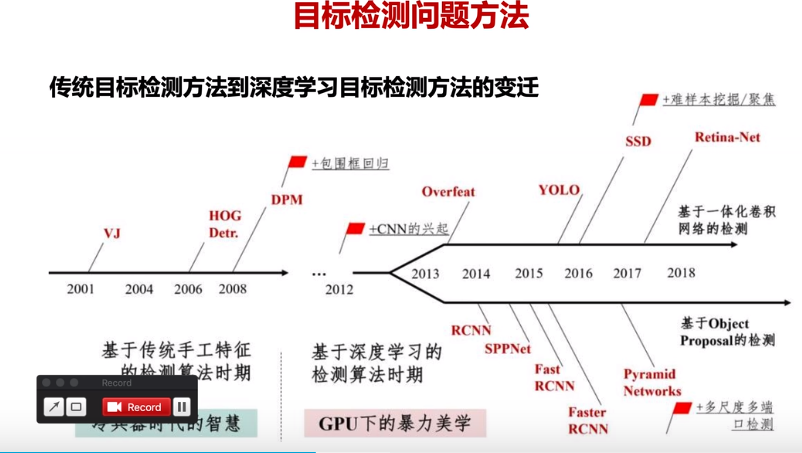 目标检测问题方法
传统目标检测方法到深度学习目标检测方法的变迁
+难样本挖掘/聚焦
SSD
Retina-Net
+包围框回归
DPM
Overfeat
YOLO
HOG
Detr.
VJ
+CNN的兴起
基于一体化卷积
网络的检测
...
2001
2004
2006
2008
2012
2013
2014
2015
2016
2017
2018
RCNN
SPPNet
Fast
RCNN
Faster
RCNN
Pyramid
Networks
基于Object
Proposal的检测
+多尺度多端
口检测
基于传统手工特征
的检测算法时期
基于深度学习的
检测算法时期
Record
Record
冷兵器时代的智慧
GPU下的暴力美学